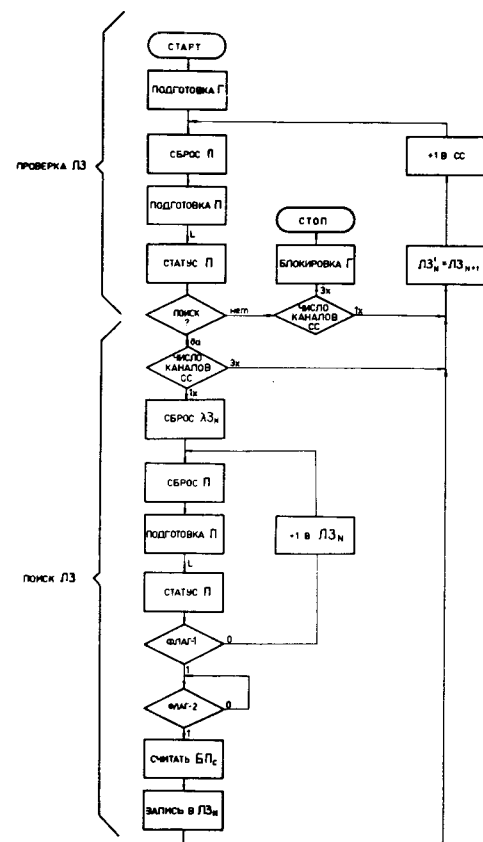 СТАРТ
ПОДГОТОВКА Г
ПРОВЕРКА ЛЗ
СБРОС П
+1 В СС
ПОДГОТОВКА П
L
СТОП
СТАТУС П
БЛОКИРОВКА Г
ЛЗ'N = ЛЗN+1
3х
ПОИСК
?
нет
ЧИСЛО
КАНАЛОВ
СС
1х
да
ЧИСЛО
КАНАЛОВ
СС
3х
1х
СБРОС λЗN
СБРОС П
ПОДГОТОВКА П
+1 В ЛЗN
L
ПОИСК ЛЗ
СТАТУС П
ФЛАГ-1
0
1
ФЛАГ-2
0
1
СЧИТАТЬ БПс
ЗАПИСЬ В ЛЗN